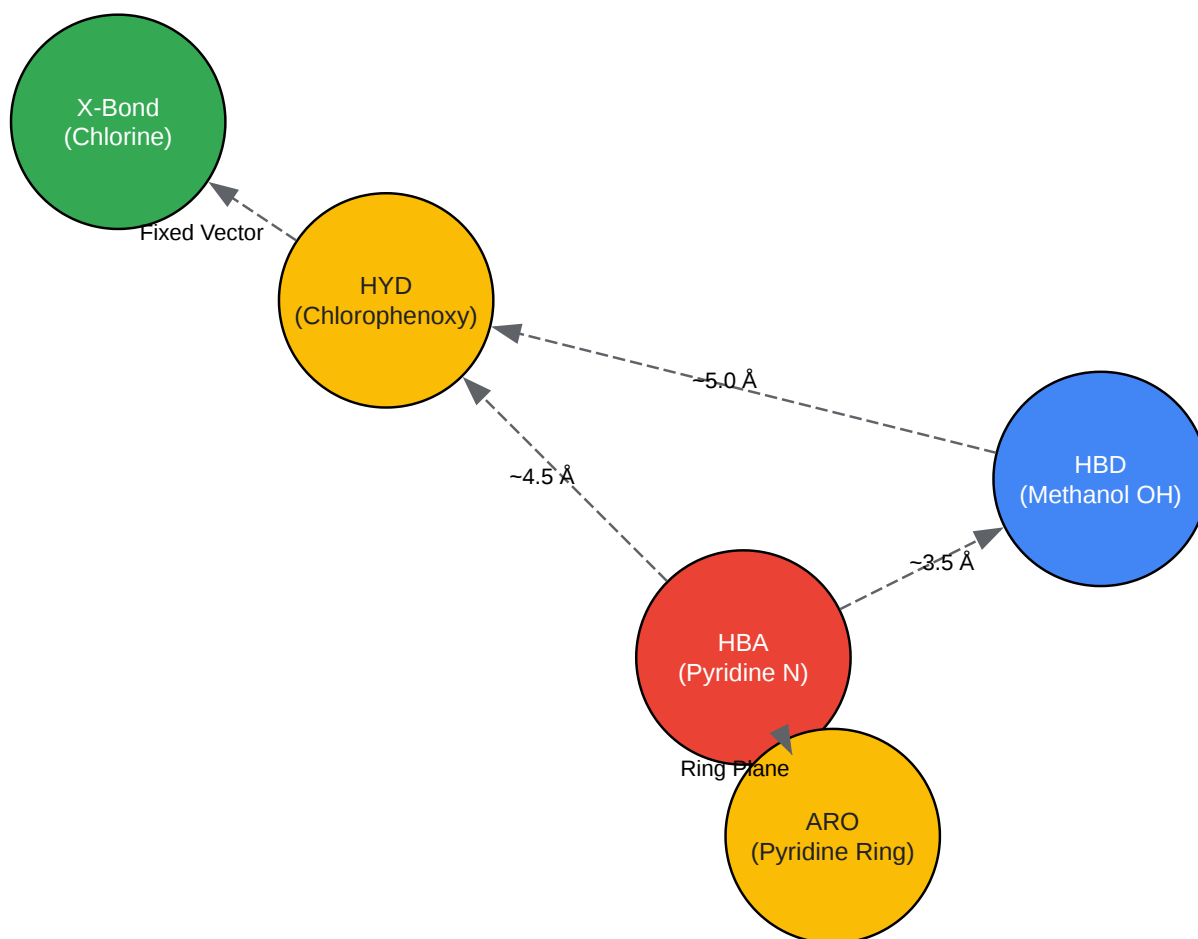 X-Bond
(Chlorine)
Fixed Vector
HYD
(Chlorophenoxy)
~5.0 Å
~4.5 Å
HBD
(Methanol OH)
~3.5 Å
HBA
(Pyridine N)
Ring Plane
ARO
(Pyridine Ring)